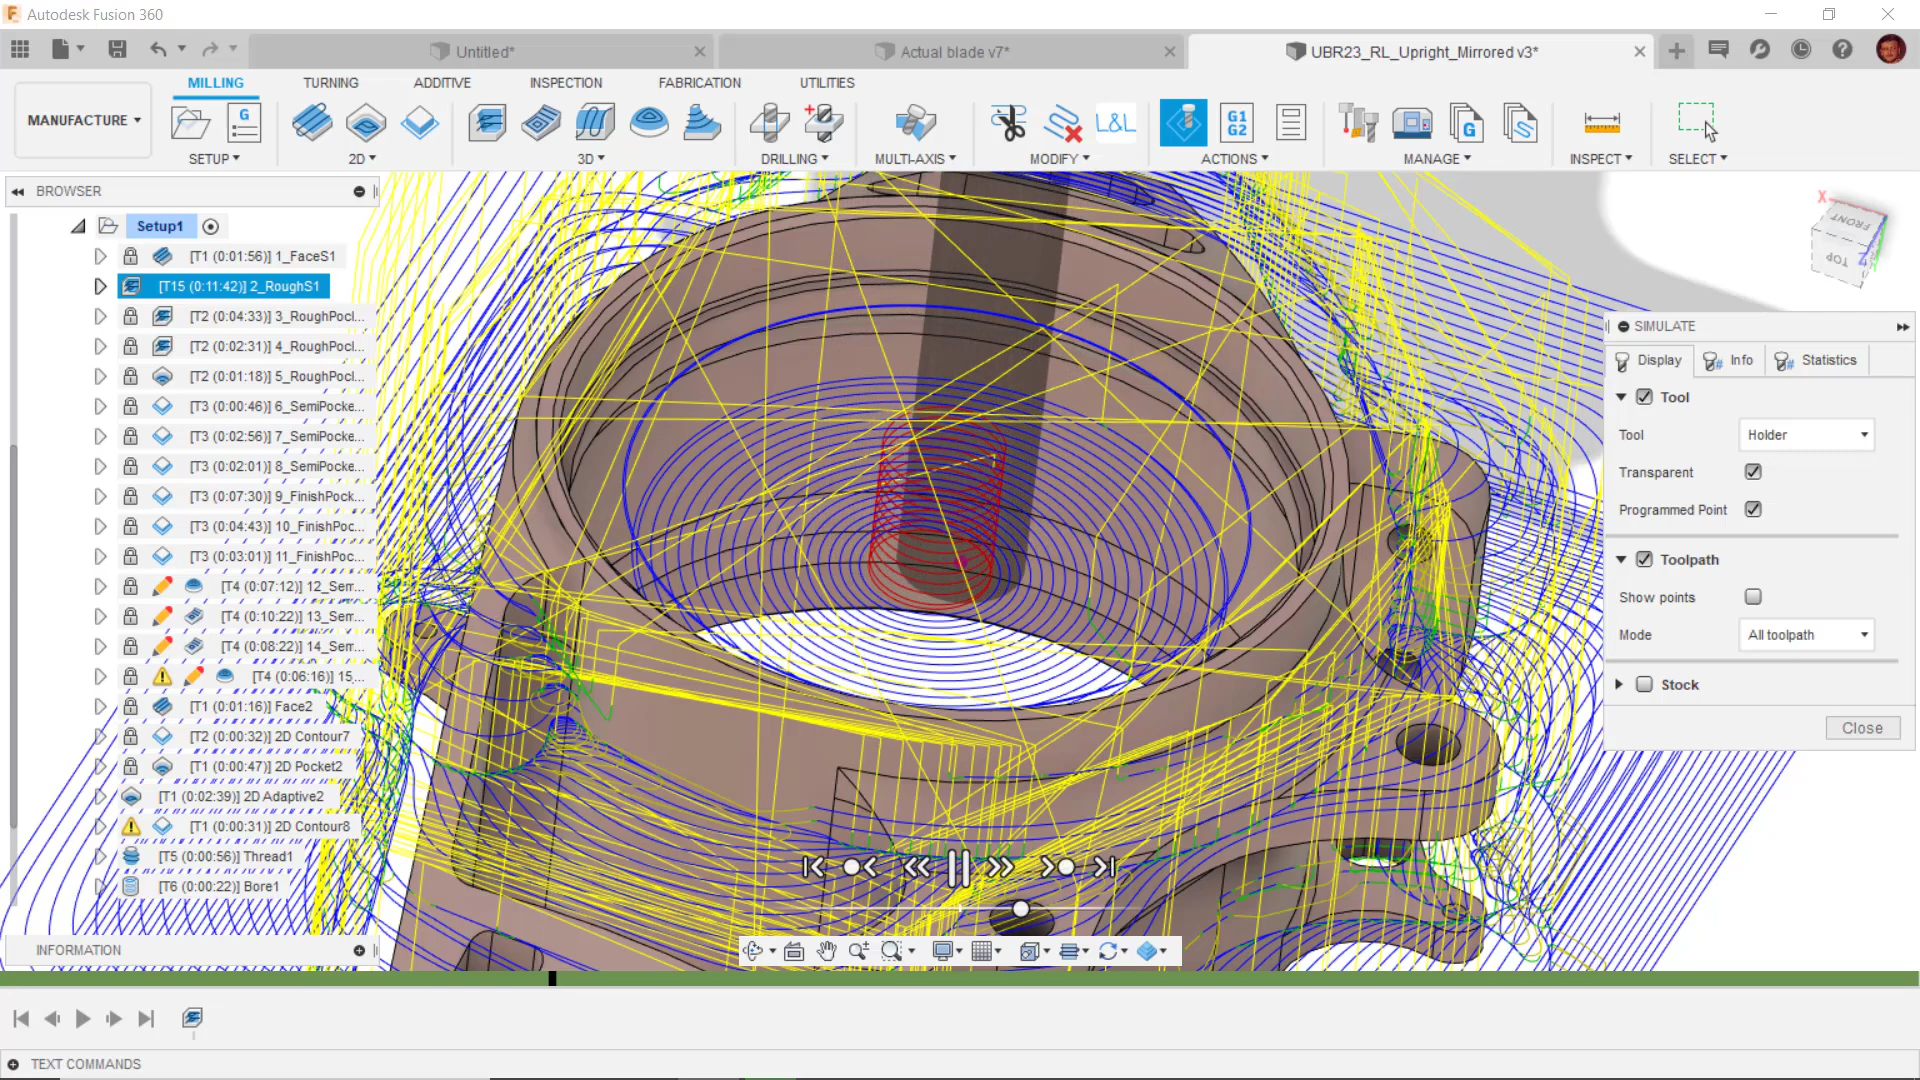 Autodesk Fusion 360
Untitled*
Actual blade v7*
UBR23_RL_Upright_Mirrored v3*
MILLING
TURNING
ADDITIVE
INSPECTION
FABRICATION
UTILITIES
MANUFACTURE
G
L&L
G1
G2
G
SETUP
2D
3D
DRILLING
MULTI-AXIS
MODIFY
ACTIONS
MANAGE
INSPECT
SELECT
BROWSER
Setup1
[T1 (0:01:56)] 1_FaceS1
[T15 (0:11:42)] 2_RoughS1
[T2 (0:04:33)] 3_RoughPocl...
[T2 (0:02:31)] 4_RoughPocl...
[T2 (0:01:18)] 5_RoughPocl...
[T3 (0:00:46)] 6_SemiPocke...
[T3 (0:02:56)] 7_SemiPocke...
[T3 (0:02:01)] 8_SemiPocke...
[T3 (0:07:30)] 9_FinishPock...
[T3 (0:04:43)] 10_FinishPoc...
[T3 (0:03:01)] 11_FinishPoc...
[T4 (0:07:12)] 12_Sem...
[T4 (0:10:22)] 13_Sem...
[T4 (0:08:22)] 14_Sem...
[T4 (0:06:16)] 15_...
[T1 (0:01:16)] Face2
[T2 (0:00:32)] 2D Contour7
[T1 (0:00:47)] 2D Pocket2
[T1 (0:02:39)] 2D Adaptive2
[T1 (0:00:31)] 2D Contour8
[T5 (0:00:56)] Thread1
[T6 (0:00:22)] Bore1
INFORMATION
X
FRONT
TOP
Z
SIMULATE
Display
Info
Statistics
Tool
Tool
Holder
Transparent
Programmed Point
Toolpath
Show points
Mode
All toolpath
Stock
Close
TEXT COMMANDS